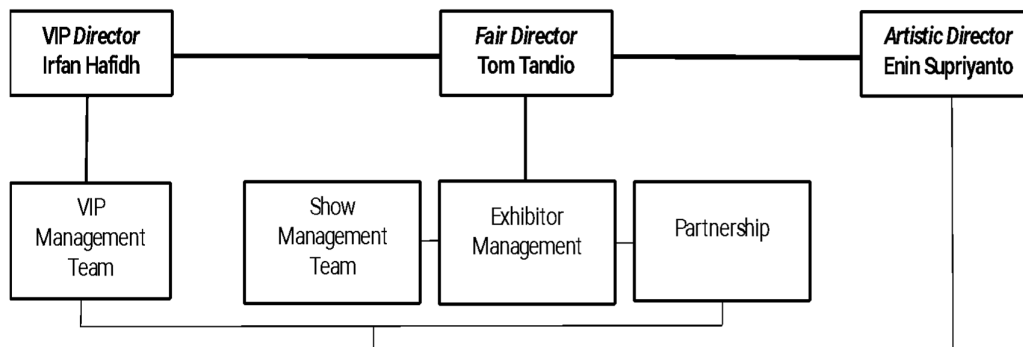 VIP Director
Irfan Hafidh
Fair Director
Tom Tandio
Artistic Director
Enin Supriyanto
VIP
Management
Team
Show
Management
Team
Exhibitor
Management
Partnership